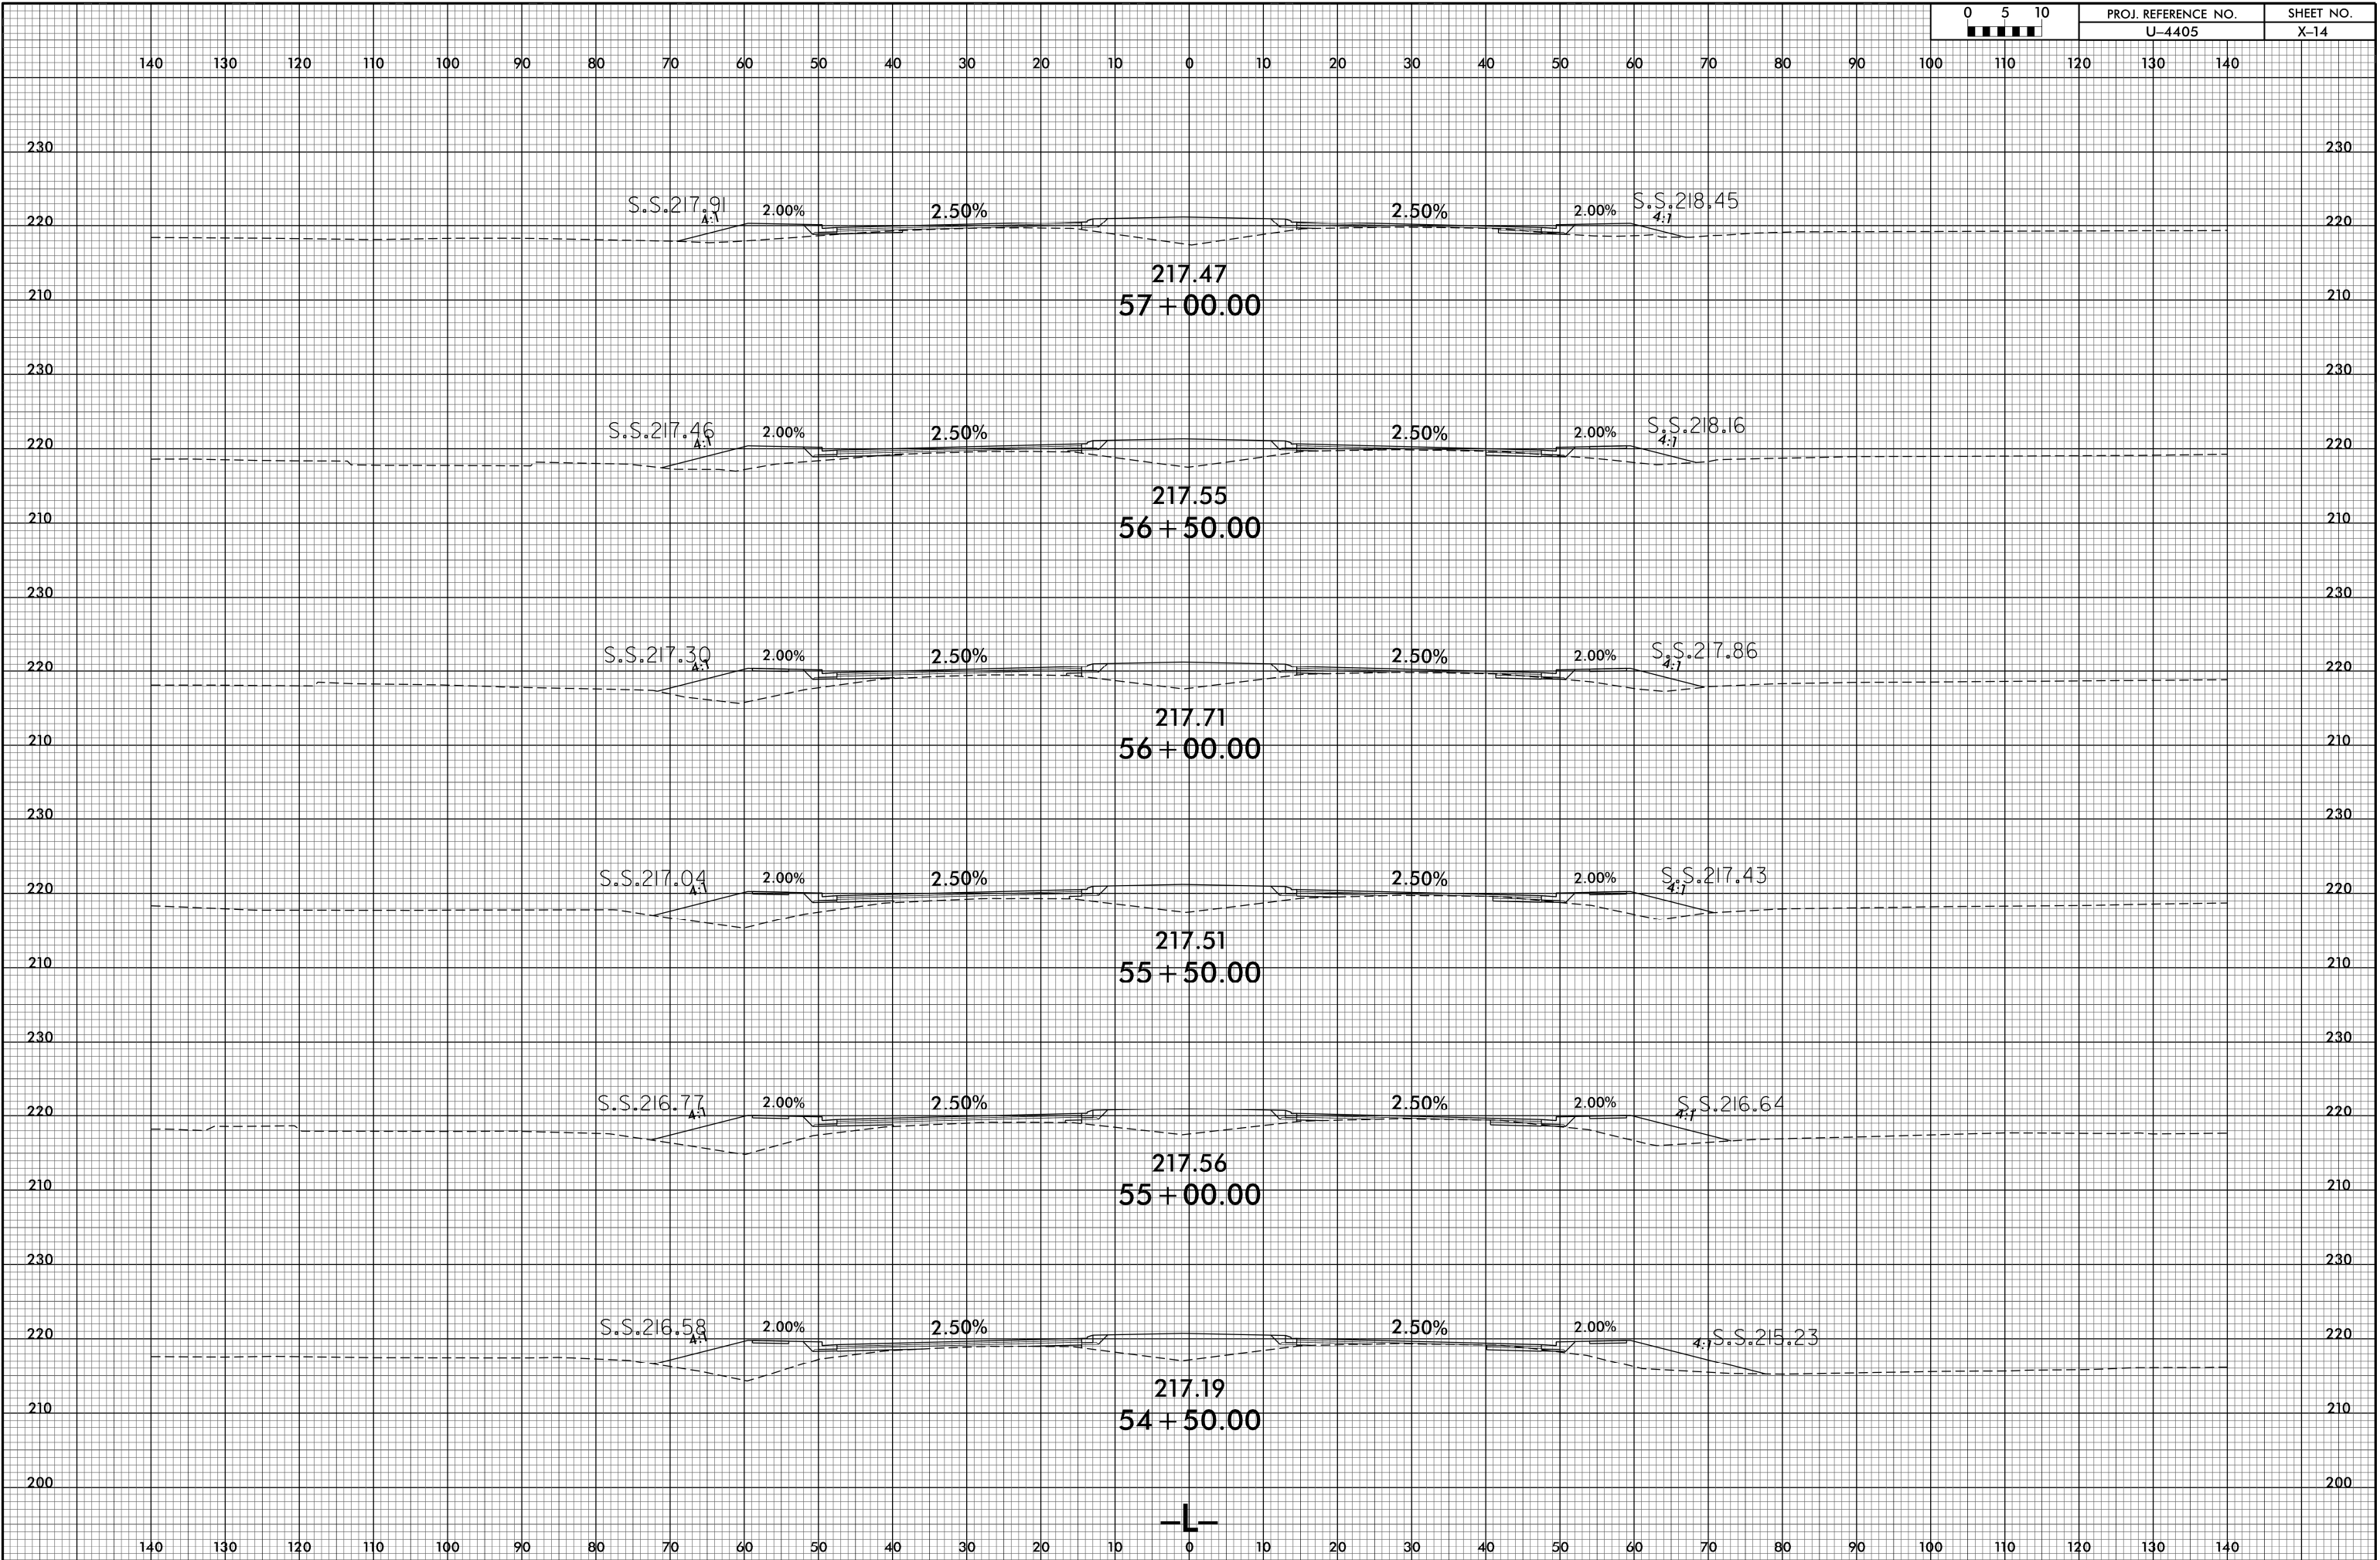 0 5 10 PROJ. REFERENCE NO. SHEET NO.
U–4405 X–14
140 130 120 110 100 90 80 70 60 50 40 30 20 10 0 10 20 30 40 50 60 70 80 90 100 110 120 130 140
230 230
S.S.217.91 4:1 2.00% 2.50% 2.50% 2.00% S.S.218.45 4:1
220 220
217.47
210 210
57+00.00
230 230
S.S.217.46 4:1 2.00% 2.50% 2.50% 2.00% S.S.218.16 4:1
220 220
217.55
210 210
56+50.00
230 230
S.S.217.30 4:1 2.00% 2.50% 2.50% 2.00% S.S.217.86 4:1
220 220
217.71
210 210
56+00.00
230 230
S.S.217.04 4:1 2.00% 2.50% 2.50% 2.00% S.S.217.43 4:1
220 220
217.51
210 210
55+50.00
230 230
S.S.216.77 4:1 2.00% 2.50% 2.50% 2.00% S.S.216.64 4:1
220 220
217.56
210 210
55+00.00
230 230
S.S.216.58 4:1 2.00% 2.50% 2.50% 2.00% 4:1 S.S.215.23
220 220
217.19
210 210
54+50.00
200 200
–L–
140 130 120 110 100 90 80 70 60 50 40 30 20 10 0 10 20 30 40 50 60 70 80 90 100 110 120 130 140